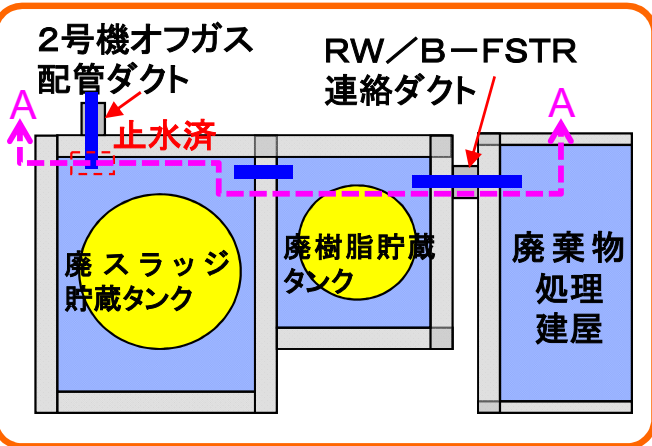 2号機オフガス
配管ダクト
RW／B－FSTR
連絡ダクト
A
A
止水済
廃スラッジ
貯蔵タンク
廃樹脂貯蔵
タンク
廃棄物
処理
建屋